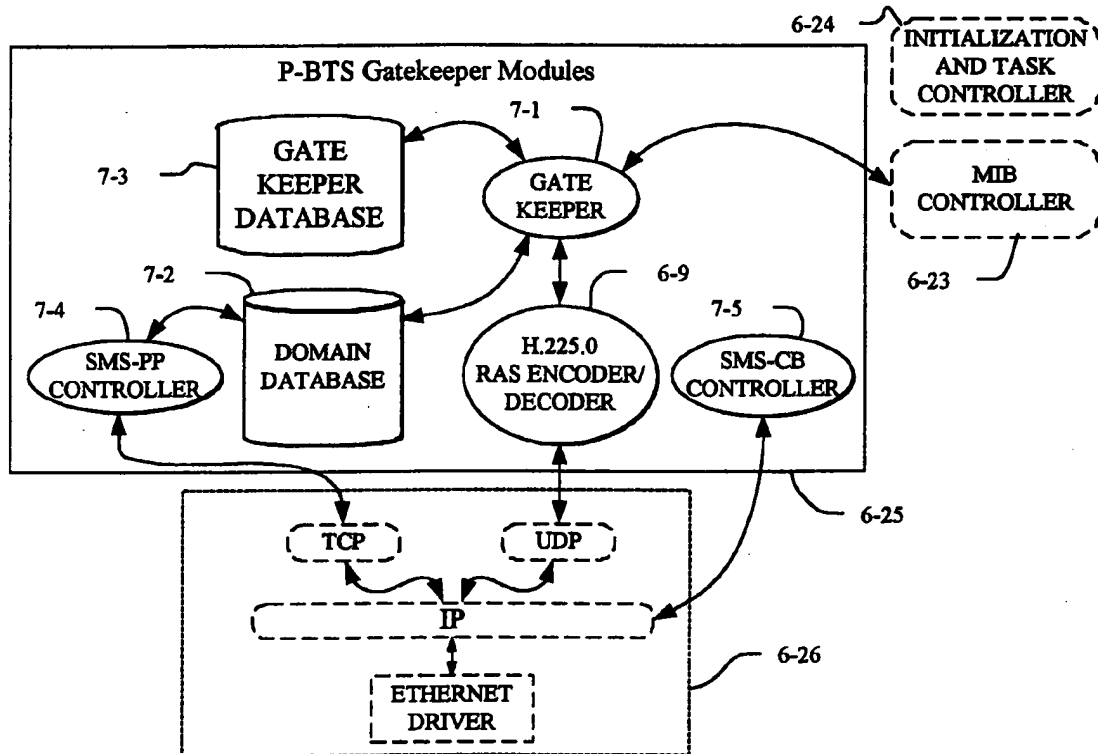 6-24
INITIALIZATION
AND TASK
CONTROLLER
P-BTS Gatekeeper Modules
7-1
7-3
GATE
KEEPER
DATABASE
GATE
KEEPER
MIB
CONTROLLER
6-23
7-2
6-9
7-4
7-5
SMS-PP
CONTROLLER
DOMAIN
DATABASE
H.225.0
RAS ENCODER/
DECODER
SMS-CB
CONTROLLER
6-25
TCP
UDP
IP
6-26
ETHERNET
DRIVER